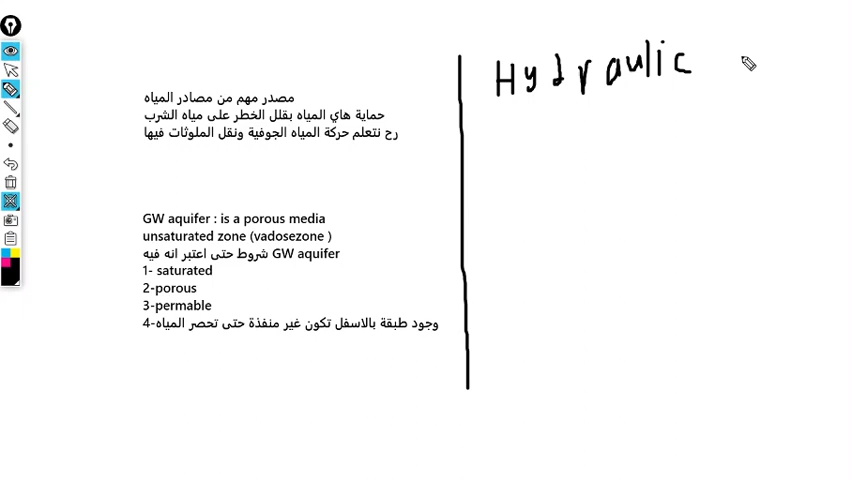 مصدر مهم من مصادر المياه
حماية هاي المياه بقلل الخطر على مياه الشرب
رح نتعلم حركة المياه الجوفية ونقل الملوثات فيها
GW aquifer : is a porous media
unsaturated zone (vadosezone )
شروط حتى اعتبر انه فيه GW aquifer
1- saturated
2-porous
3-permable
4-وجود طبقة بالاسفل تكون غير منفذة حتى تحصر المياه
Hydraulic